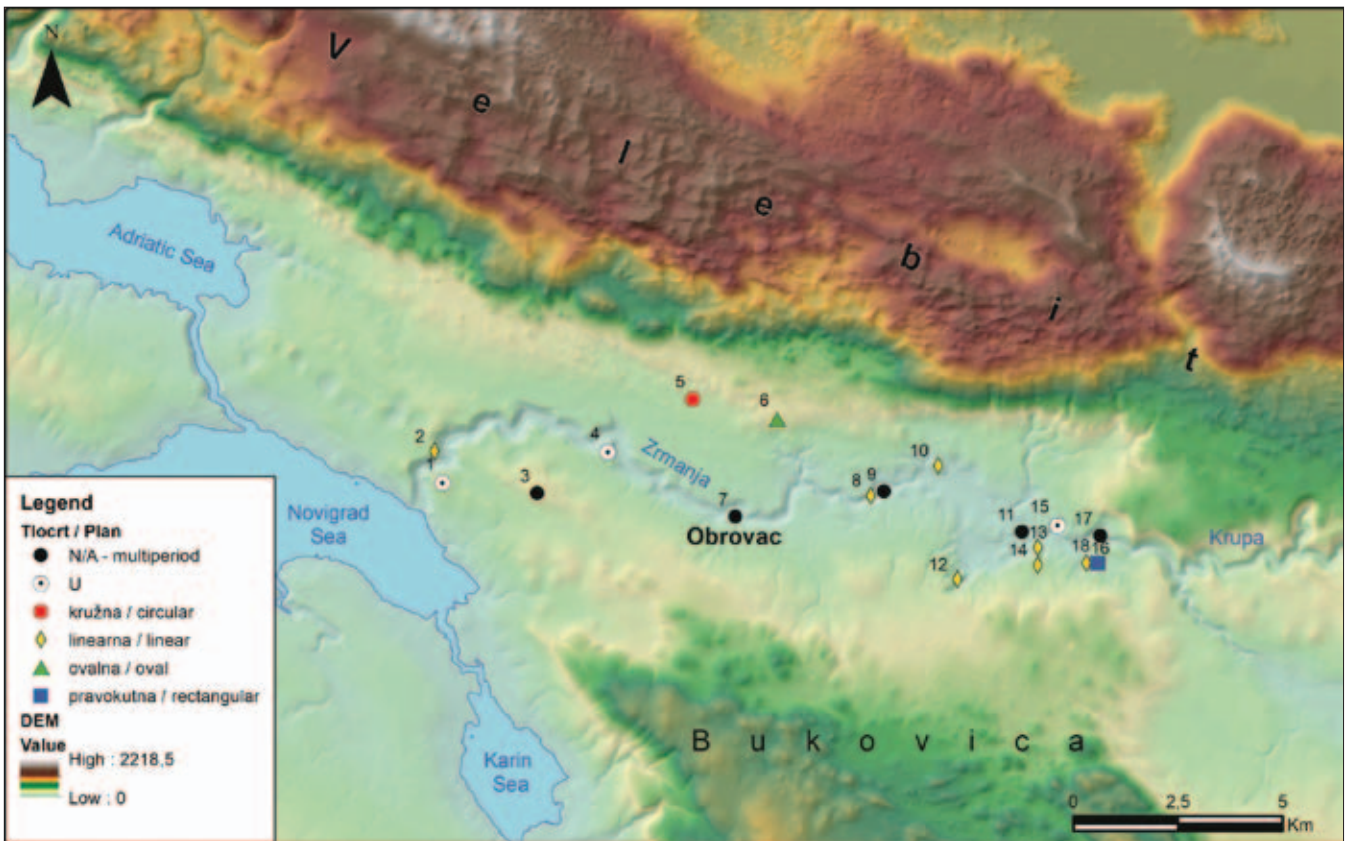 N
V e l e b i t
Adriatic Sea
5
6
2
1
4
3
Zrmanja
7
Obrovac
8
9
10
11
15
13
14
17
18
16
12
Krupa
Novigrad
Sea
Karin
Sea
B u k o v i c a
Legend
Tlocrt / Plan
N/A - multiperiod
U
kružna / circular
linearna / linear
ovalna / oval
pravokutna / rectangular
DEM
Value
High : 2218,5
Low : 0
0 2,5 5
Km